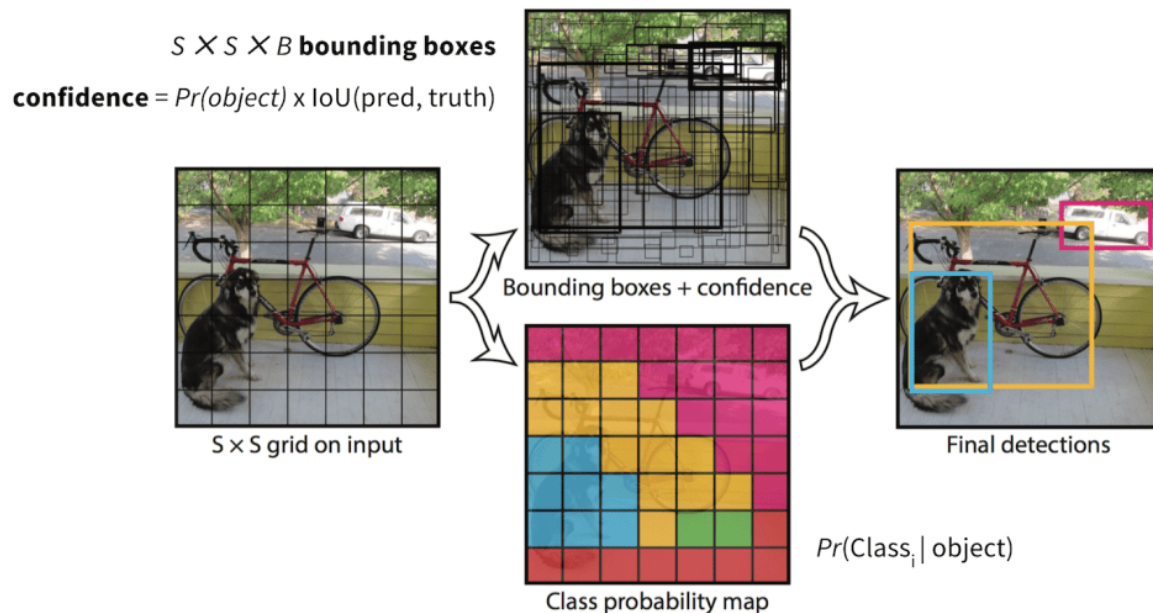 S × S × B bounding boxes
confidence = Pr(object) x IoU(pred, truth)
S × S grid on input
Bounding boxes + confidence
Class probability map
Pr(Class_i | object)
Final detections